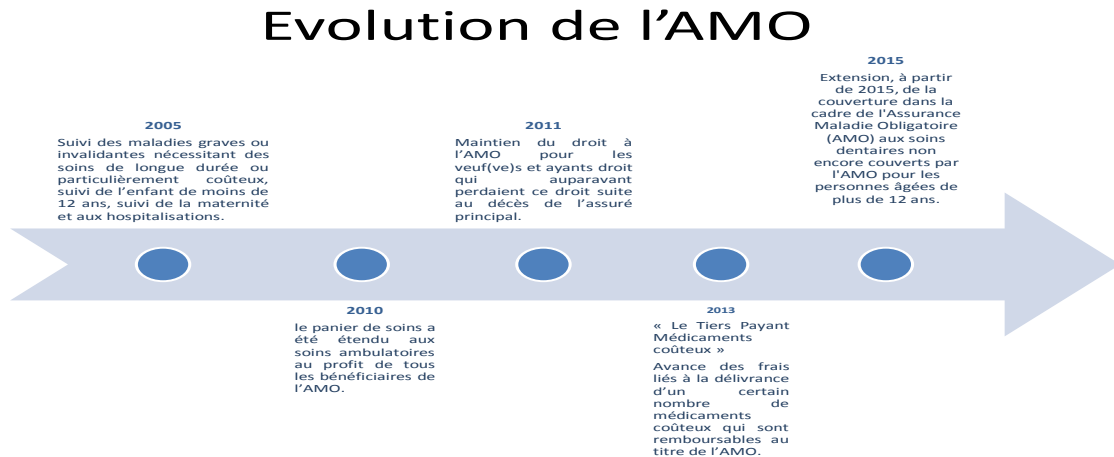 Evolution de l’AMO
2005
Suivi des maladies graves ou
invalidantes nécessitant des
soins de longue durée ou
particulièrement coûteux,
suivi de l’enfant de moins de
12 ans, suivi de la maternité
et aux hospitalisations.
2010
le panier de soins a
été étendu aux
soins ambulatoires
au profit de tous
les bénéficiaires de
l’AMO.
2011
Maintien du droit à
l’AMO pour les
veuf(ve)s et ayants droit
qui auparavant
perdaient ce droit suite
au décès de l’assuré
principal.
2013
« Le Tiers Payant
Médicaments
coûteux »
Avance des frais
liés à la délivrance
d’un certain
nombre de
médicaments
coûteux qui sont
remboursables au
titre de l’AMO.
2015
Extension, à partir
de 2015, de la
couverture dans la
cadre de l'Assurance
Maladie Obligatoire
(AMO) aux soins
dentaires non
encore couverts par
l'AMO pour les
personnes âgées de
plus de 12 ans.